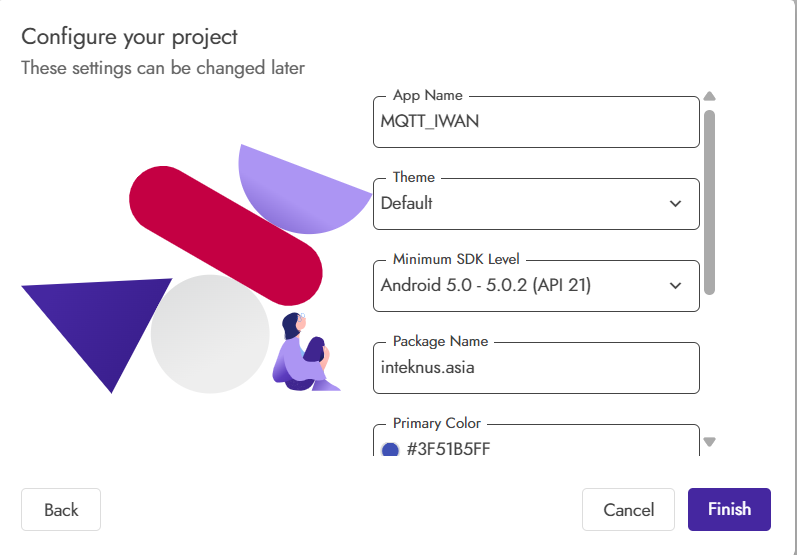 Configure your project
These settings can be changed later
App Name
MQTT_IWAN
Theme
Default
Minimum SDK Level
Android 5.0 - 5.0.2 (API 21)
Package Name
inteknus.asia
Primary Color
#3F51B5FF
Back
Cancel
Finish